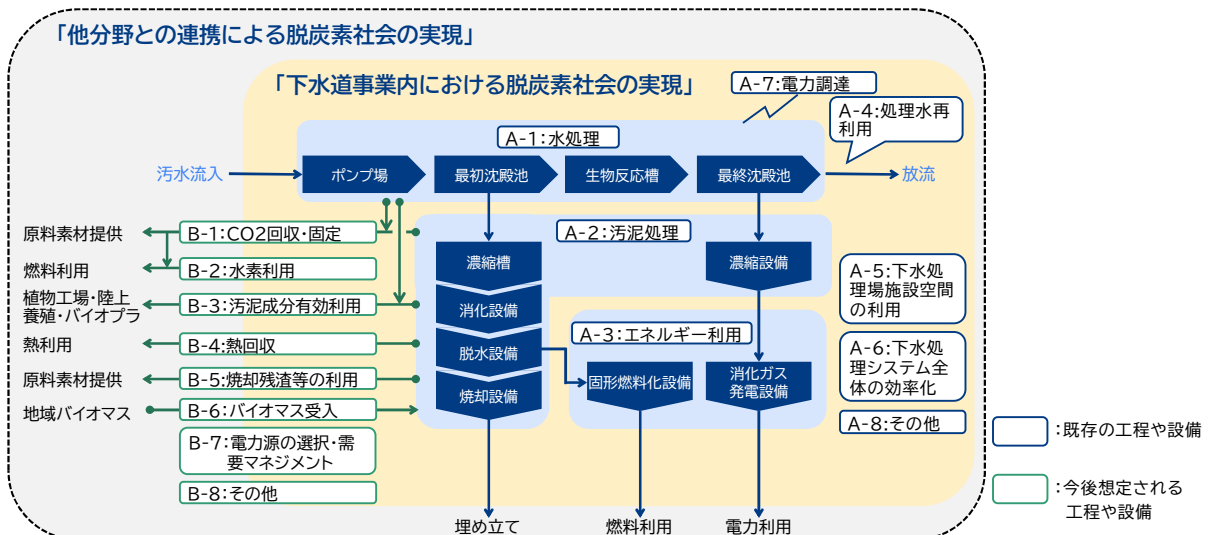 「他分野との連携による脱炭素社会の実現」
「下水道事業内における脱炭素社会の実現」
A-7:電力調達
A-4:処理水再
利用
A-1:水処理
汚水流入
ポンプ場
最初沈殿池
生物反応槽
最終沈殿池
放流
原料素材提供
B-1:CO2回収・固定
A-2:汚泥処理
燃料利用
B-2:水素利用
濃縮槽
濃縮設備
A-5:下水処
理場施設空間
の利用
植物工場・陸上
養殖・バイオプラ
B-3:汚泥成分有効利用
消化設備
A-3:エネルギー利用
熱利用
B-4:熱回収
脱水設備
A-6:下水処
理システム全
体の効率化
原料素材提供
B-5:焼却残渣等の利用
焼却設備
固形燃料化設備
消化ガス
発電設備
地域バイオマス
B-6:バイオマス受入
A-8:その他
B-7:電力源の選択・需
要マネジメント
B-8:その他
埋め立て
燃料利用
電力利用
:既存の工程や設備
:今後想定される
工程や設備